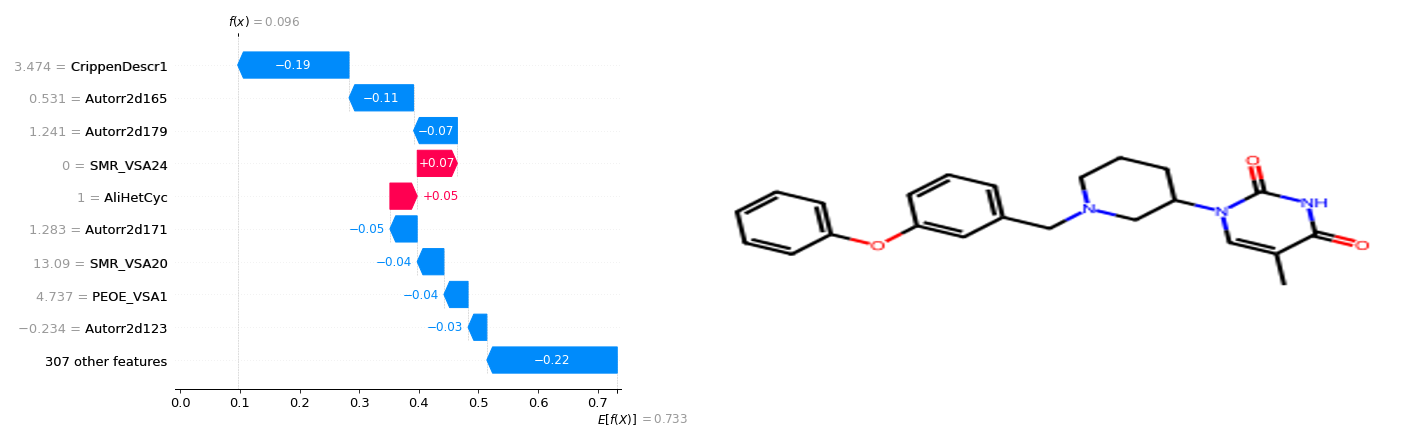 f(x) = 0.096
3.474 = CrippenDescr1
−0.19
0.531 = Autorr2d165
−0.11
1.241 = Autorr2d179
−0.07
0 = SMR_VSA24
+0.07
1 = AliHetCyc
+0.05
1.283 = Autorr2d171
−0.05
13.09 = SMR_VSA20
−0.04
4.737 = PEOE_VSA1
−0.04
−0.234 = Autorr2d123
−0.03
307 other features
−0.22
0.0 0.1 0.2 0.3 0.4 0.5 0.6 0.7
E[f(X)] = 0.733
O
N
N
O
NH
O